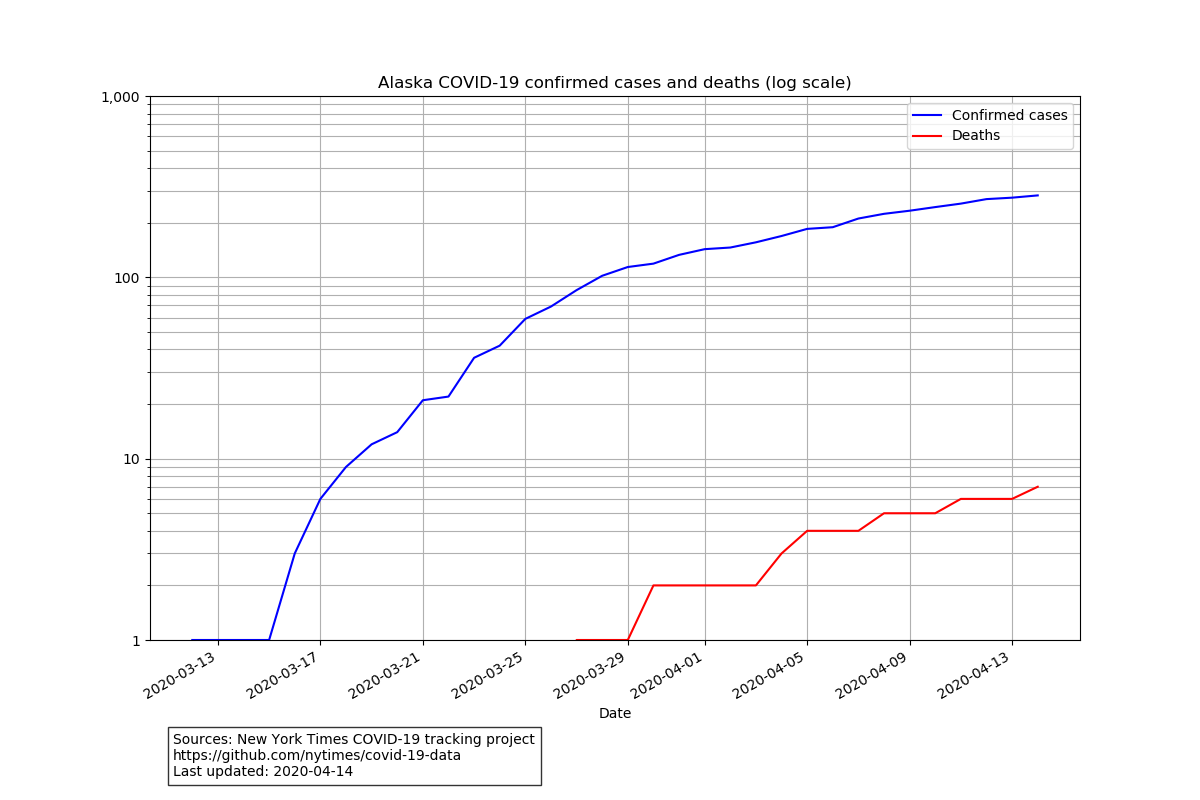 Alaska COVID-19 confirmed cases and deaths (log scale)
1,000
100
10
1
Confirmed cases
Deaths
2020-03-13
2020-03-17
2020-03-21
2020-03-25
2020-03-29
2020-04-01
2020-04-05
2020-04-09
2020-04-13
Date
Sources: New York Times COVID-19 tracking project
https://github.com/nytimes/covid-19-data
Last updated: 2020-04-14